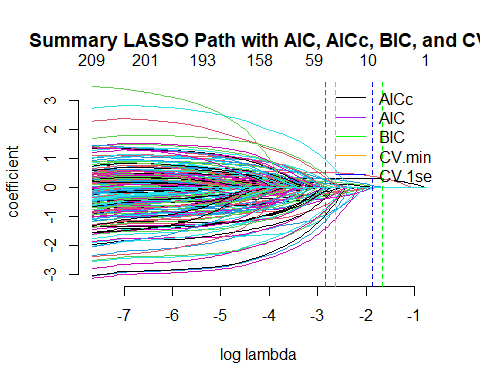 Summary LASSO Path with AIC, AICc, BIC, and CV
209 201 193 158 59 10 1
AICc
AIC
BIC
CV.min
CV.1se
coefficient
3
2
1
0
-1
-2
-3
-7 -6 -5 -4 -3 -2 -1
log lambda